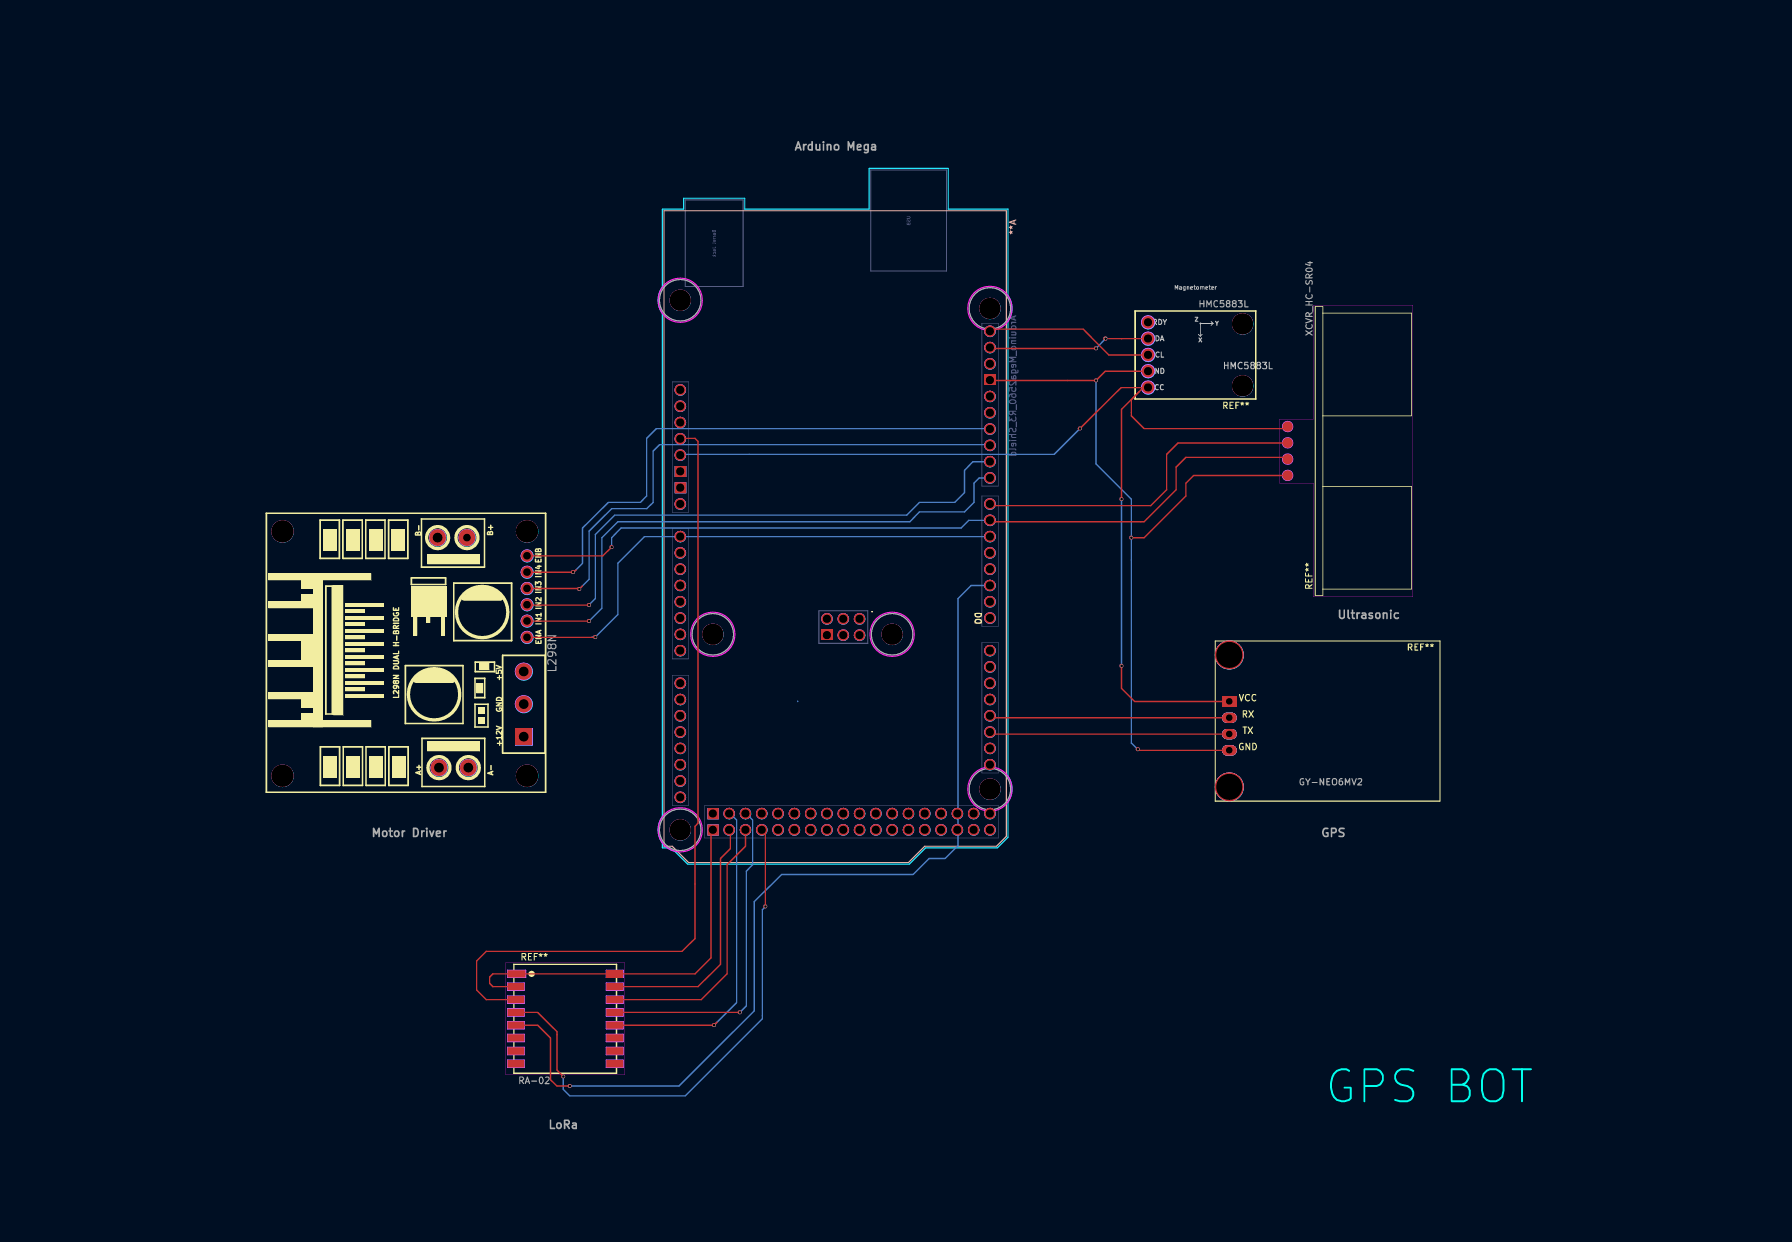 Arduino Mega
A**
Arduino_Mega2560_R3_Shield
D0
Magnetometer
HMC5883L
RDY
DA
CL
ND
CC
Z
Y
X
HMC5883L
REF**
XCVR_HC-SR04
REF**
Ultrasonic
REF**
VCC
RX
TX
GND
GY-NEO6MV2
GPS
B-
B+
ENA IN1 IN2 IN3 IN4 ENB
L298N DUAL H-BRIDGE
L298N
+5V
GND
+12V
A+
A-
Motor Driver
REF**
RA-02
LoRa
GPS BOT